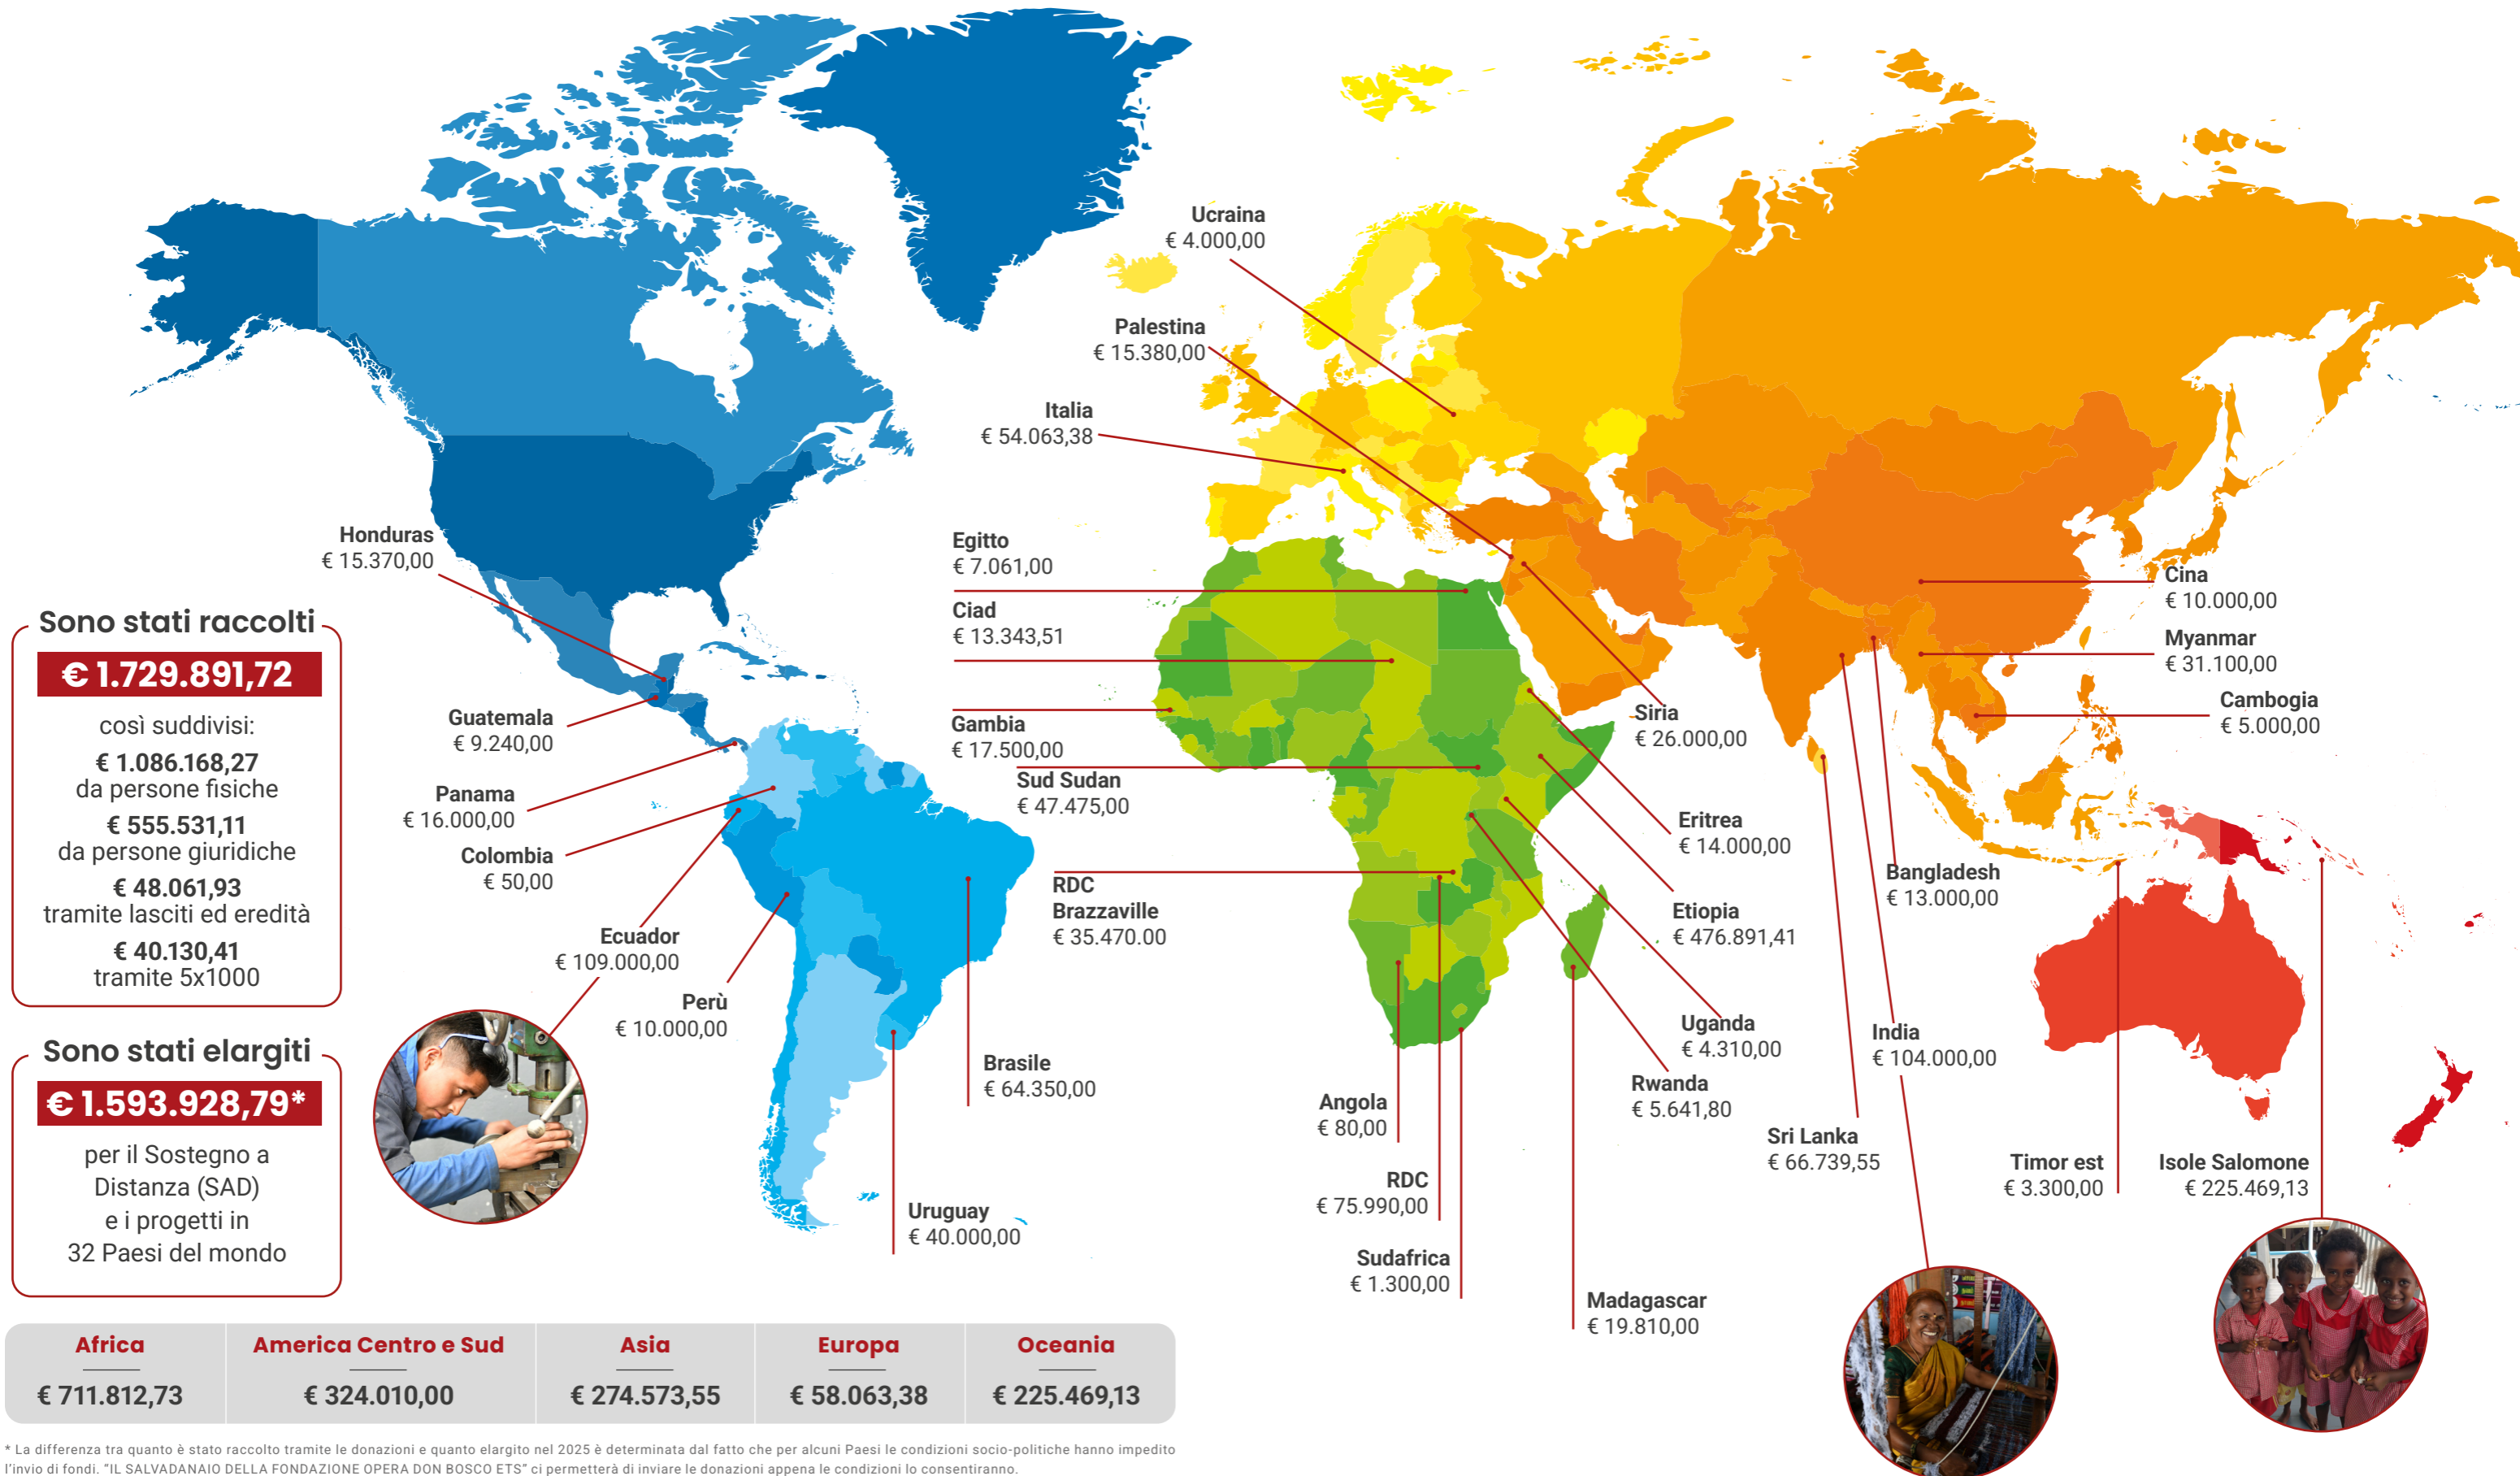 Ucraina
€ 4.000,00
Palestina
€ 15.380,00
Italia
€ 54.063,38
Honduras
€ 15.370,00
Guatemala
€ 9.240,00
Panama
€ 16.000,00
Colombia
€ 50,00
Ecuador
€ 109.000,00
Perù
€ 10.000,00
Brasile
€ 64.350,00
Uruguay
€ 40.000,00
Egitto
€ 7.061,00
Ciad
€ 13.343,51
Gambia
€ 17.500,00
Sud Sudan
€ 47.475,00
RDC
Brazzaville
€ 35.470.00
Angola
€ 80,00
RDC
€ 75.990,00
Sudafrica
€ 1.300,00
Madagascar
€ 19.810,00
Rwanda
€ 5.641,80
Uganda
€ 4.310,00
Etiopia
€ 476.891,41
Eritrea
€ 14.000,00
Siria
€ 26.000,00
Cina
€ 10.000,00
Myanmar
€ 31.100,00
Cambogia
€ 5.000,00
Bangladesh
€ 13.000,00
India
€ 104.000,00
Sri Lanka
€ 66.739,55
Timor est
€ 3.300,00
Isole Salomone
€ 225.469,13
Sono stati raccolti
€ 1.729.891,72
così suddivisi:
€ 1.086.168,27
da persone fisiche
€ 555.531,11
da persone giuridiche
€ 48.061,93
tramite lasciti ed eredità
€ 40.130,41
tramite 5x1000
Sono stati elargiti
€ 1.593.928,79*
per il Sostegno a
Distanza (SAD)
e i progetti in
32 Paesi del mondo
Africa
€ 711.812,73
America Centro e Sud
€ 324.010,00
Asia
€ 274.573,55
Europa
€ 58.063,38
Oceania
€ 225.469,13
* La differenza tra quanto è stato raccolto tramite le donazioni e quanto elargito nel 2025 è determinata dal fatto che per alcuni Paesi le condizioni socio-politiche hanno impedito
l'invio di fondi. "IL SALVADANAIO DELLA FONDAZIONE OPERA DON BOSCO ETS" ci permetterà di inviare le donazioni appena le condizioni lo consentiranno.